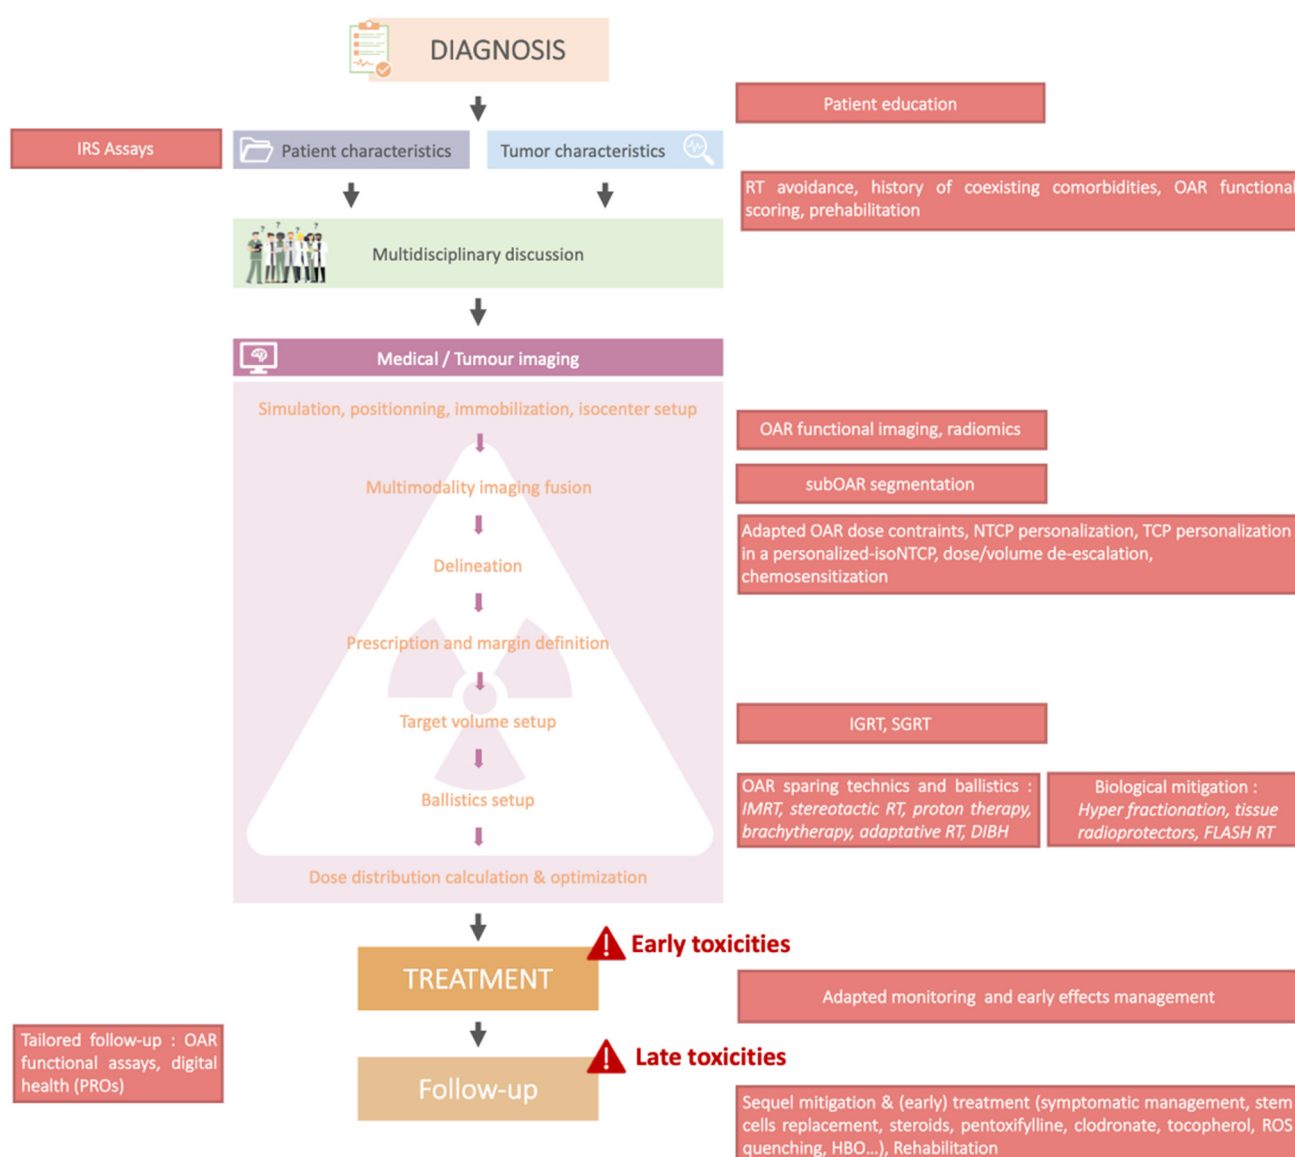 DIAGNOSIS
Patient education
IRS Assays
Patient characteristics
Tumor characteristics
RT avoidance, history of coexisting comorbidities, OAR functional
scoring, prehabilitation
Multidisciplinary discussion
Medical / Tumour imaging
Simulation, positionning, immobilization, isocenter setup
OAR functional imaging, radiomics
Multimodality imaging fusion
subOAR segmentation
Adapted OAR dose contraints, NTCP personalization, TCP personalization
in a personalized-isoNTCP, dose/volume de-escalation,
chemosensitization
Delineation
Prescription and margin definition
Target volume setup
IGRT, SGRT
Ballistics setup
OAR sparing technics and ballistics :
IMRT, stereotactic RT, proton therapy,
brachytherapy, adaptative RT, DIBH
Biological mitigation :
Hyper fractionation, tissue
radioprotectors, FLASH RT
Dose distribution calculation & optimization
Early toxicities
TREATMENT
Adapted monitoring and early effects management
Tailored follow-up : OAR
functional assays, digital
health (PROs)
Late toxicities
Follow-up
Sequel mitigation & (early) treatment (symptomatic management, stem
cells replacement, steroids, pentoxifylline, clodronate, tocopherol, ROS
quenching, HBO...), Rehabilitation